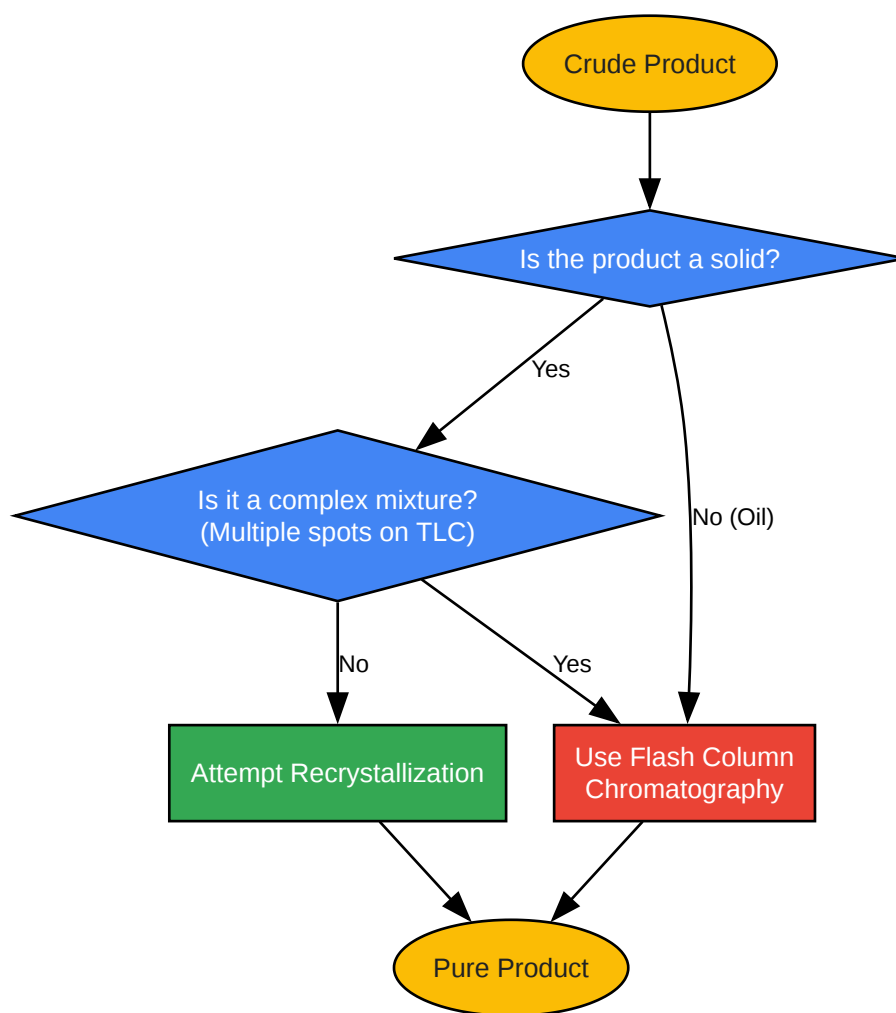 Crude Product
Is the product a solid?
Yes
Is it a complex mixture?
(Multiple spots on TLC)
No (Oil)
No
Yes
Attempt Recrystallization
Use Flash Column
Chromatography
Pure Product